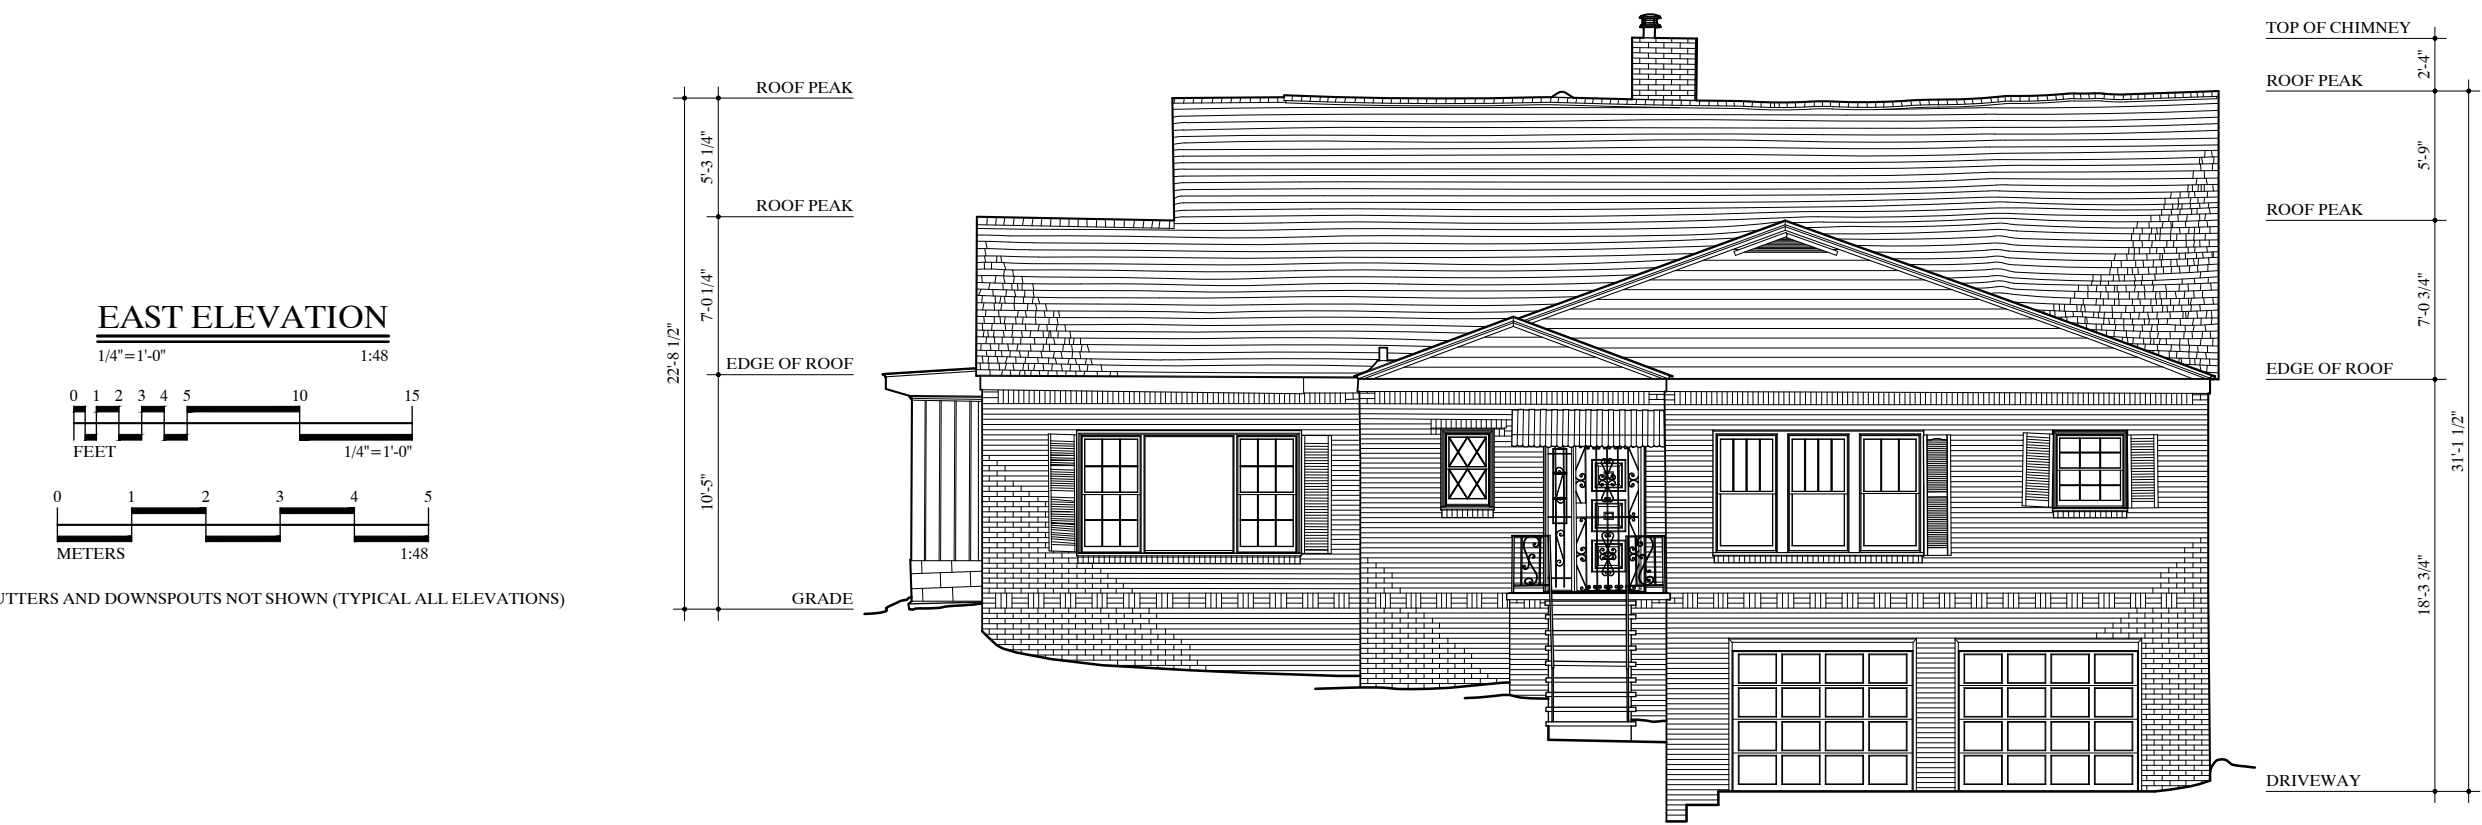 EAST ELEVATION
1/4"=1'-0" 1:48
0 1 2 3 4 5 10 15
FEET 1/4"=1'-0"
0 1 2 3 4 5
METERS 1:48
UTTERS AND DOWNSPOUTS NOT SHOWN (TYPICAL ALL ELEVATIONS)
ROOF PEAK
5'-3 1/4"
ROOF PEAK
7'-0 1/4"
22'-8 1/2"
EDGE OF ROOF
10'-5"
GRADE
TOP OF CHIMNEY
2'-4"
ROOF PEAK
5'-9"
ROOF PEAK
7'-0 3/4"
EDGE OF ROOF
31'-11 1/2"
18'-3 3/4"
DRIVEWAY